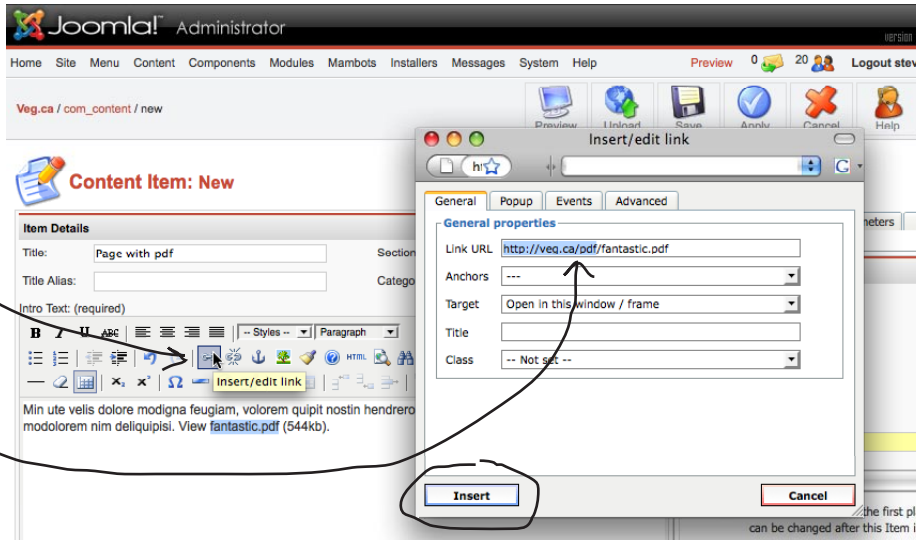 Joomla! Administrator
version
Home Site Menu Content Components Modules Mambots Installers Messages System Help Preview 0 20 Logout stev
Veg.ca / com_content / new
Preview Upload Save Apply Cancel Help
Insert/edit link
G
Content Item: New
General Popup Events Advanced
General properties
Item Details
Title: Page with pdf Section
Link URL http://veg.ca/pdf/fantastic.pdf
Title Alias: Catego
Anchors ---
Intro Text: (required)
Target Open in this window / frame
B I U ABC -- Styles -- Paragraph
Title
HTML
Class -- Not set --
Insert/edit link
Min ute velis dolore modigna feugiam, volorem quipit nostin hendrero
modolorem nim deliquipisi. View fantastic.pdf (544kb).
Insert Cancel
the first pl
can be changed after this Item i